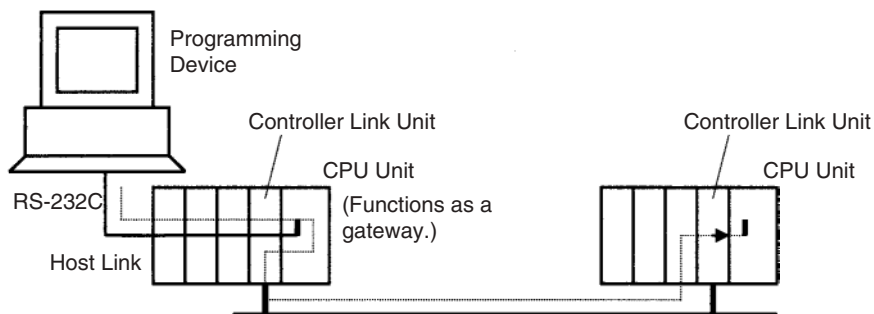 Programming
Device
Controller Link Unit
Controller Link Unit
CPU Unit
CPU Unit
RS-232C
(Functions as a
gateway.)
Host Link